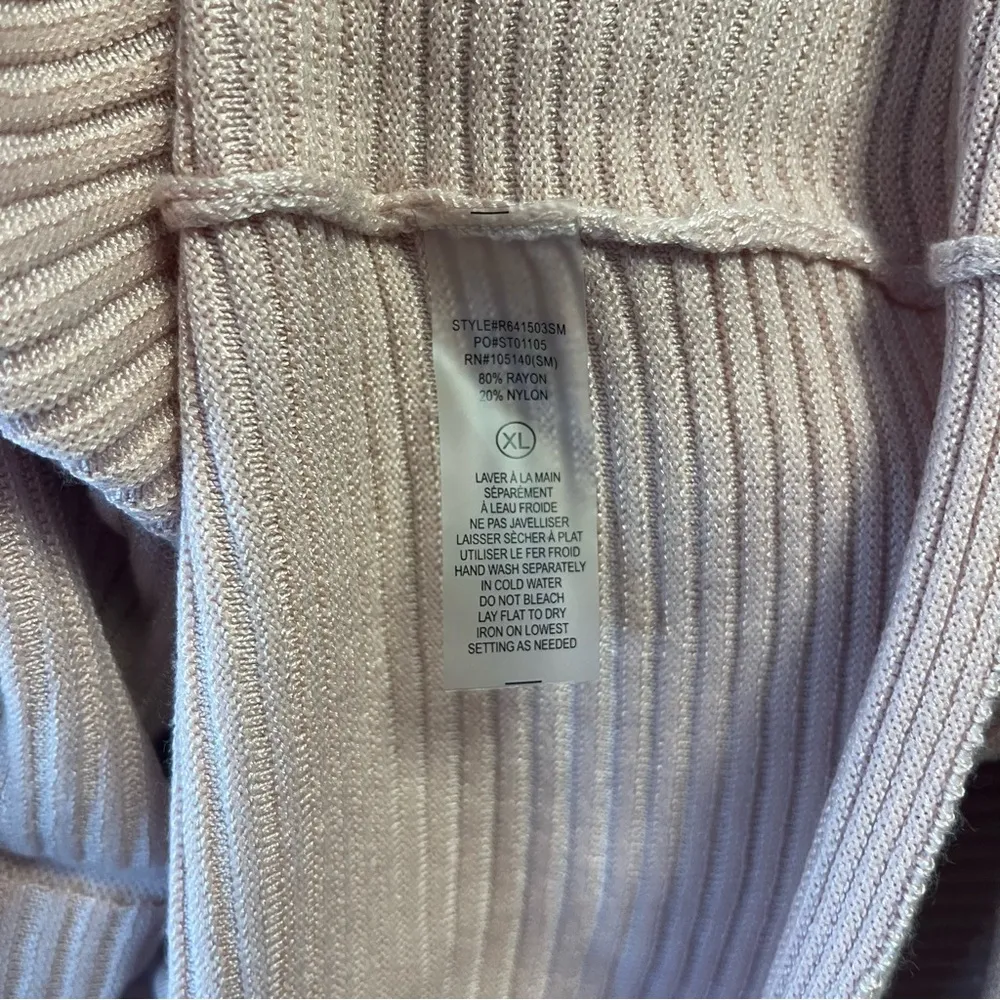 STYLE#R641503SM
PO#ST01105
RN#105140(SM)
80% RAYON
20% NYLON
XL
LAVER À LA MAIN
SÉPARÉMENT
À LEAU FROIDE
NE PAS JAVELLISER
LAISSER SÈCHER À PLAT
UTILISER LE FER FROID
HAND WASH SEPARATELY
IN COLD WATER
DO NOT BLEACH
LAY FLAT TO DRY
IRON ON LOWEST
SETTING AS NEEDED